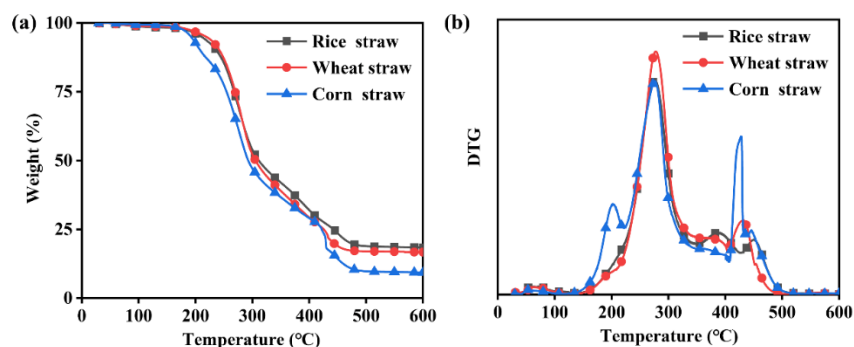 (a)
100
75
50
25
0
Weight (%)
0 100 200 300 400 500 600
Temperature (℃)
Rice straw
Wheat straw
Corn straw
(b)
DTG
0 100 200 300 400 500 600
Temperature (℃)
Rice straw
Wheat straw
Corn straw